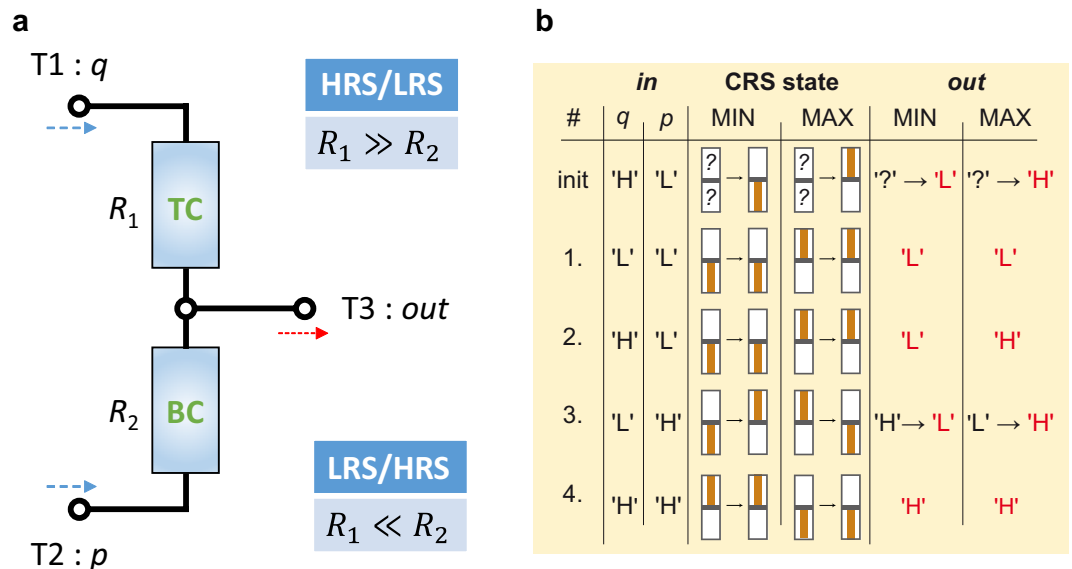 a
T1 : q
HRS/LRS
R₁ ≫ R₂
R₁
TC
T3 : out
R₂
BC
LRS/HRS
R₁ ≪ R₂
T2 : p
b
in CRS state out
# q p MIN MAX MIN MAX
init 'H' 'L' ? ? → ? ? → '?' → 'L' '?' → 'H'
1. 'L' 'L' → → 'L' 'L'
2. 'H' 'L' → → 'L' 'H'
3. 'L' 'H' → → 'H' → 'L' 'L' → 'H'
4. 'H' 'H' → → 'H' 'H'